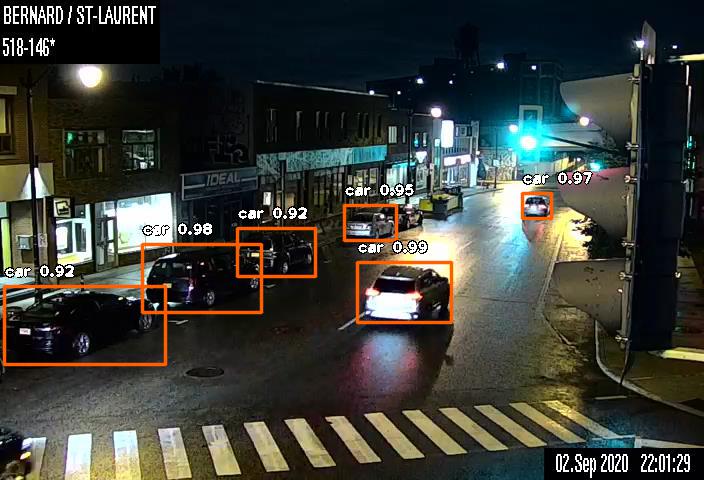 BERNARD / ST-LAURENT
518-146*
IDEAL
car 0.97
car 0.95
car 0.92
car 0.98
car 0.99
car 0.92
02.Sep 2020 22:01:29